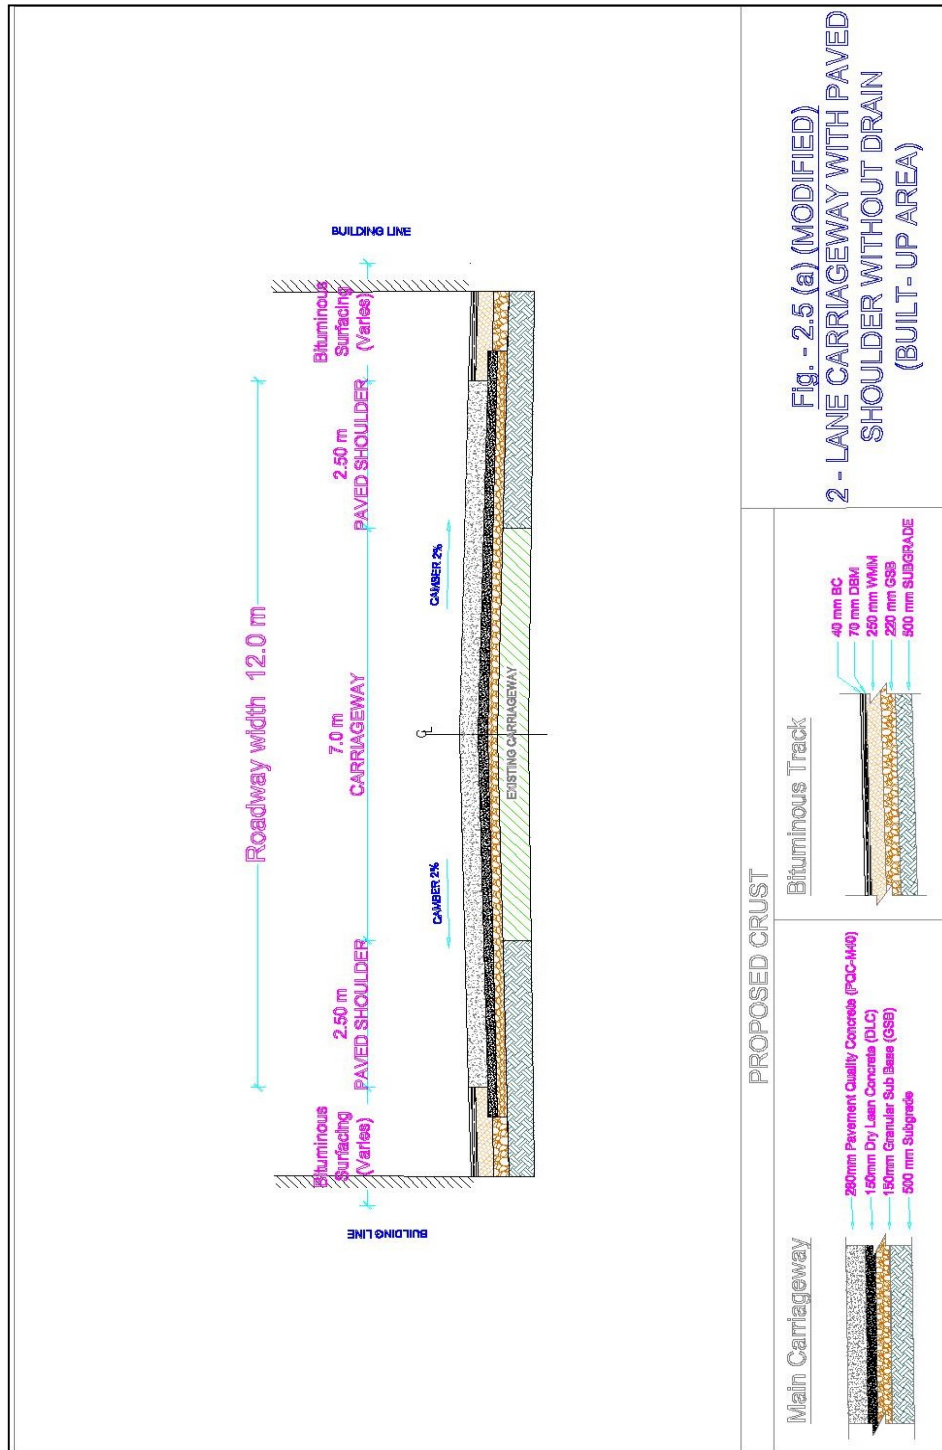 Roadway width 12.0 m
BUILDING LINE
Bituminous
Surfacing
(Varies)
2.50 m
PAVED SHOULDER
7.0 m
CARRIAGEWAY
2.50 m
PAVED SHOULDER
Bituminous
Surfacing
(Varies)
BUILDING LINE
CAMBER 2%
CAMBER 2%
CL
EXISTING CARRIAGEWAY
PROPOSED CRUST
Main Carriageway
280mm Pavement Quality Concrete (PQC-M40)
150mm Dry Lean Concrete (DLC)
150mm Granular Sub Base (GSB)
500 mm Subgrade
Bituminous Track
40 mm BC
70 mm DBM
250 mm WMM
220 mm GSB
500 mm SUBGRADE
Fig. - 2.5 (a) (MODIFIED)
2 - LANE CARRIAGEWAY WITH PAVED
SHOULDER WITHOUT DRAIN
(BUILT- UP AREA)